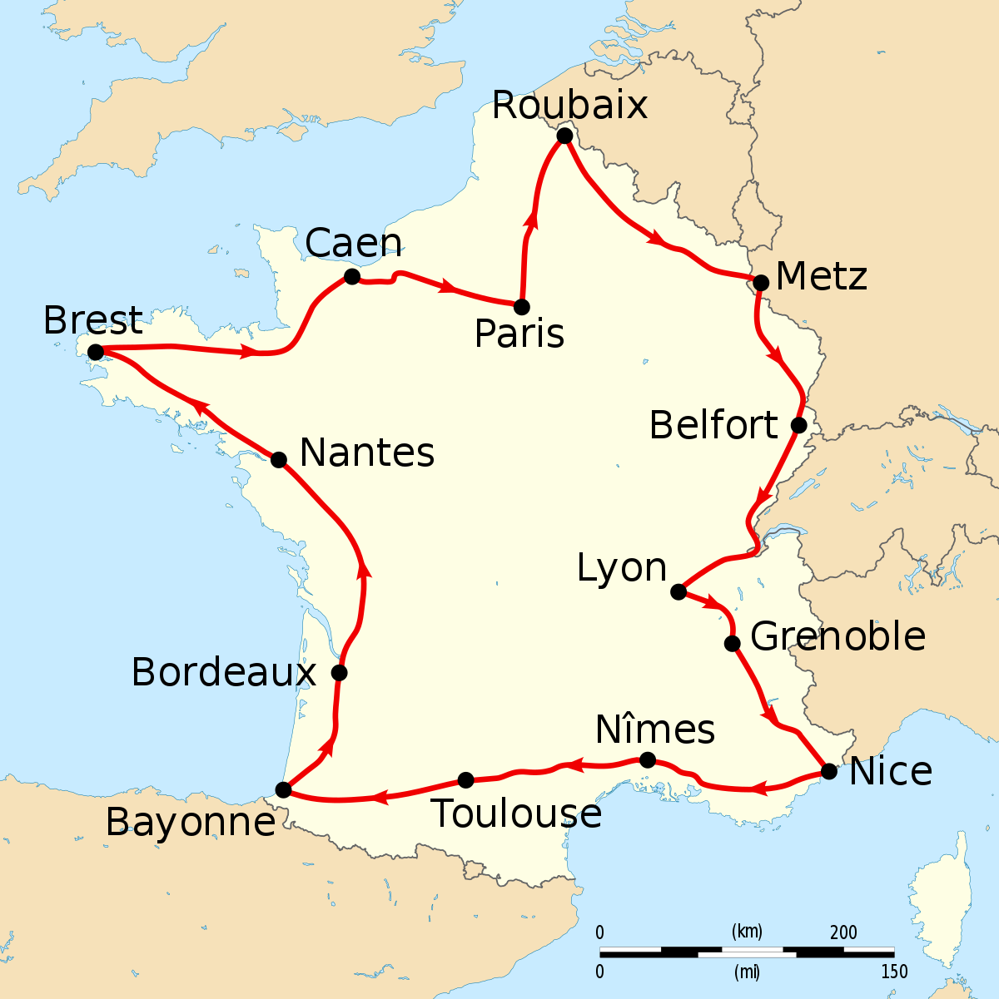 Roubaix
Caen
Metz
Brest
Paris
Belfort
Nantes
Lyon
Grenoble
Bordeaux
Nîmes
Nice
Toulouse
Bayonne
0 (km) 200
0 (mi) 150